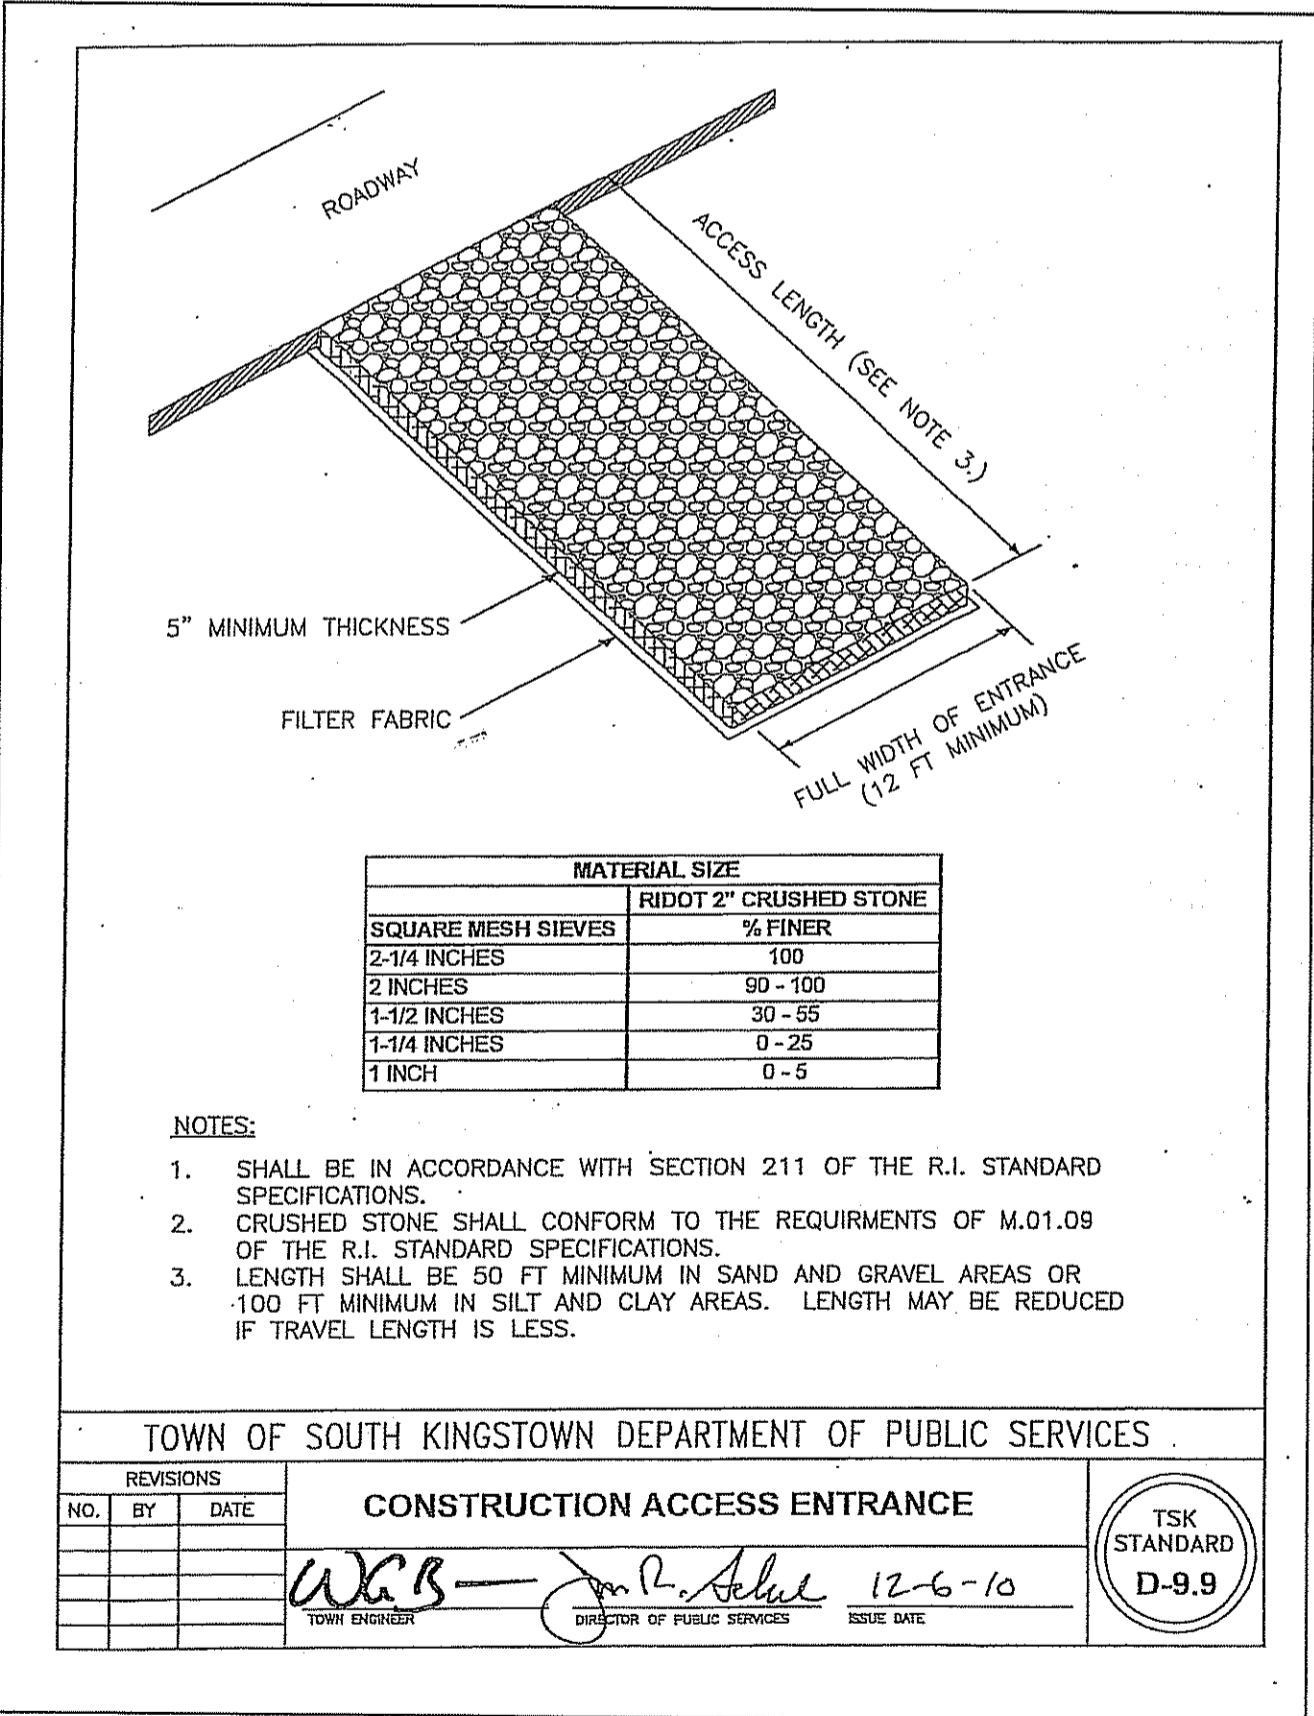 ROADWAY
ACCESS LENGTH (SEE NOTE 3.)
5" MINIMUM THICKNESS
FILTER FABRIC
FULL WIDTH OF ENTRANCE
(12 FT MINIMUM)
MATERIAL SIZE
RIDOT 2" CRUSHED STONE
SQUARE MESH SIEVES % FINER
2-1/4 INCHES 100
2 INCHES 90 - 100
1-1/2 INCHES 30 - 55
1-1/4 INCHES 0 - 25
1 INCH 0 - 5
NOTES:
1. SHALL BE IN ACCORDANCE WITH SECTION 211 OF THE R.I. STANDARD
SPECIFICATIONS.
2. CRUSHED STONE SHALL CONFORM TO THE REQUIRMENTS OF M.01.09
OF THE R.I. STANDARD SPECIFICATIONS.
3. LENGTH SHALL BE 50 FT MINIMUM IN SAND AND GRAVEL AREAS OR
100 FT MINIMUM IN SILT AND CLAY AREAS. LENGTH MAY BE REDUCED
IF TRAVEL LENGTH IS LESS.
TOWN OF SOUTH KINGSTOWN DEPARTMENT OF PUBLIC SERVICES
REVISIONS
NO. BY DATE
CONSTRUCTION ACCESS ENTRANCE
WGB 12-6-10
TOWN ENGINEER DIRECTOR OF PUBLIC SERVICES ISSUE DATE
TSK
STANDARD
D-9.9